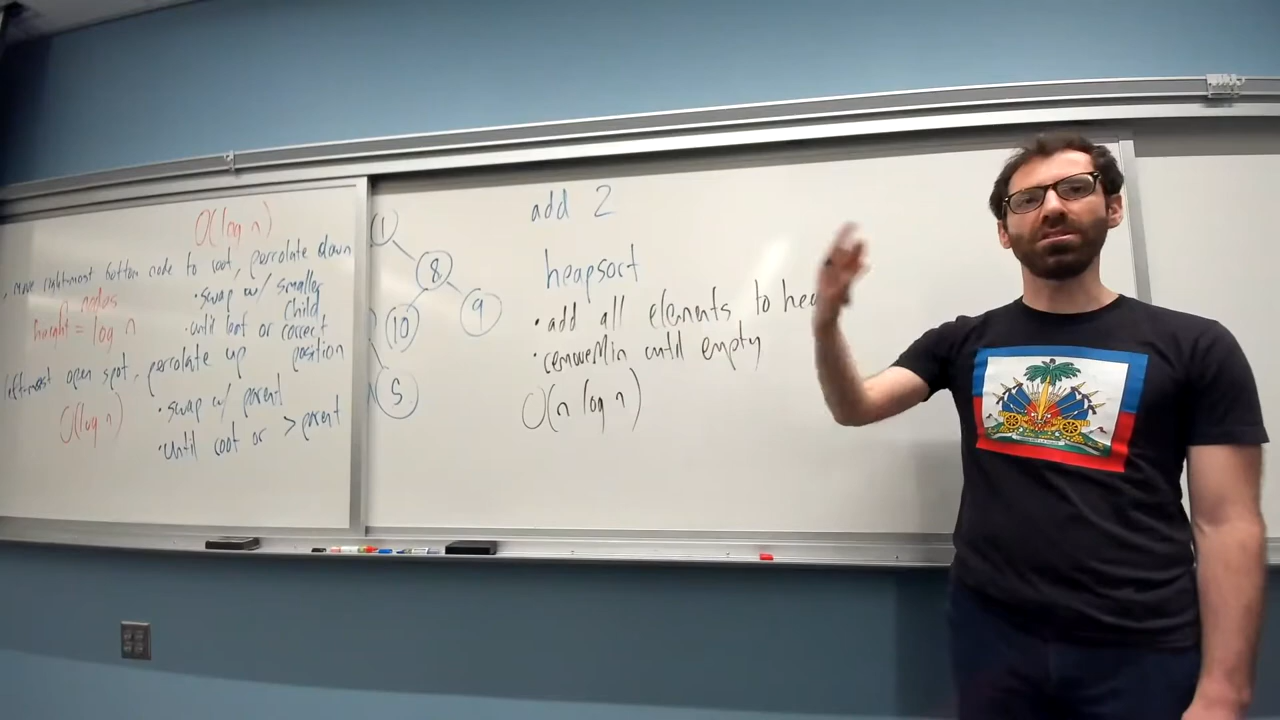 O(log n)
, move rightmost bottom node to root, percolate down
• swap w/ smaller
child
• until leaf or correct
position
nodes
height = log n
leftmost open spot, percolate up
O(log n)
• swap w/ parent
• until root or > parent
1
8
10
9
5
add 2
heapsort
• add all elements to hea
• removeMin until empty
O(n log n)